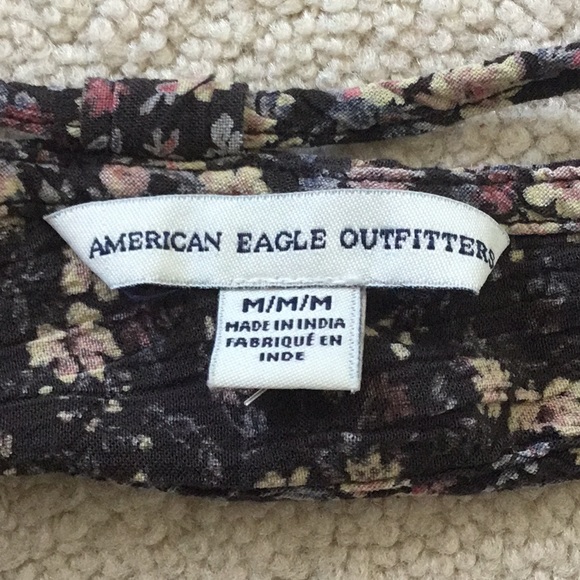 AMERICAN EAGLE OUTFITTERS
M/M/M
MADE IN INDIA
FABRIQUÉ EN
INDE